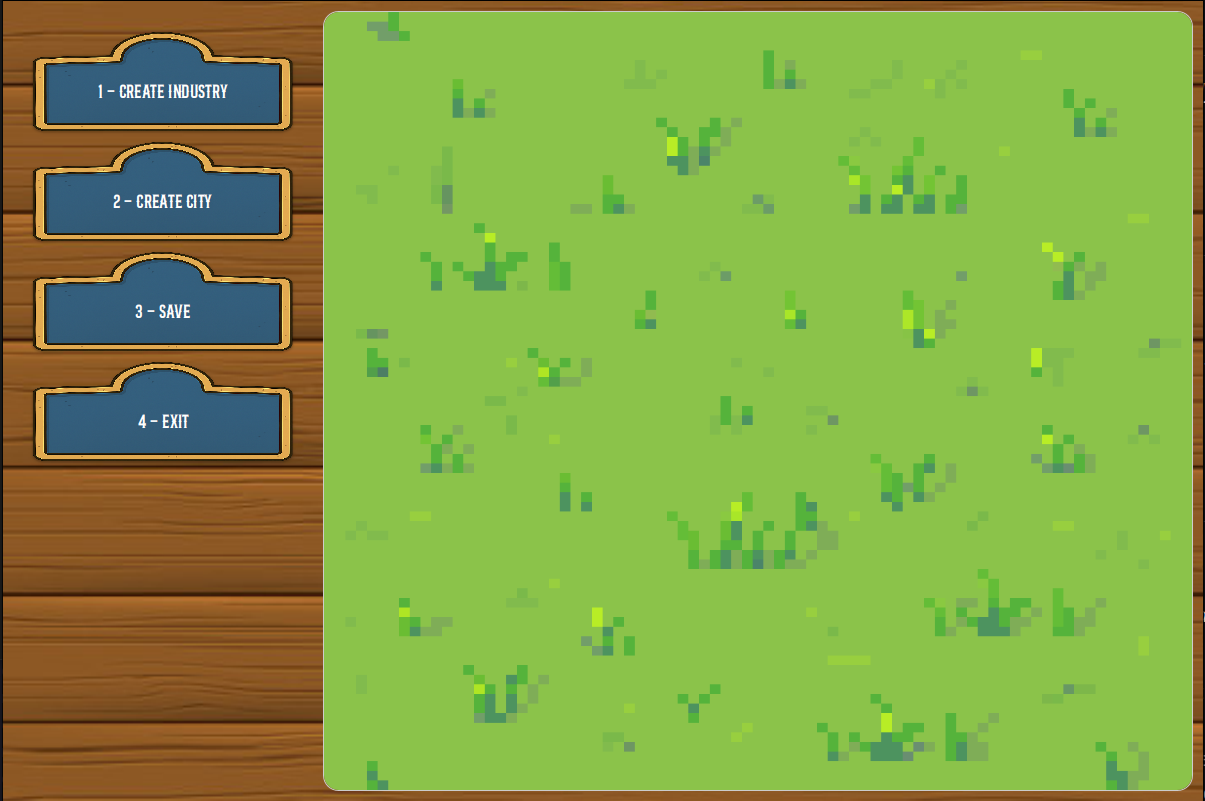 1 – CREATE INDUSTRY
2 – CREATE CITY
3 – SAVE
4 – EXIT